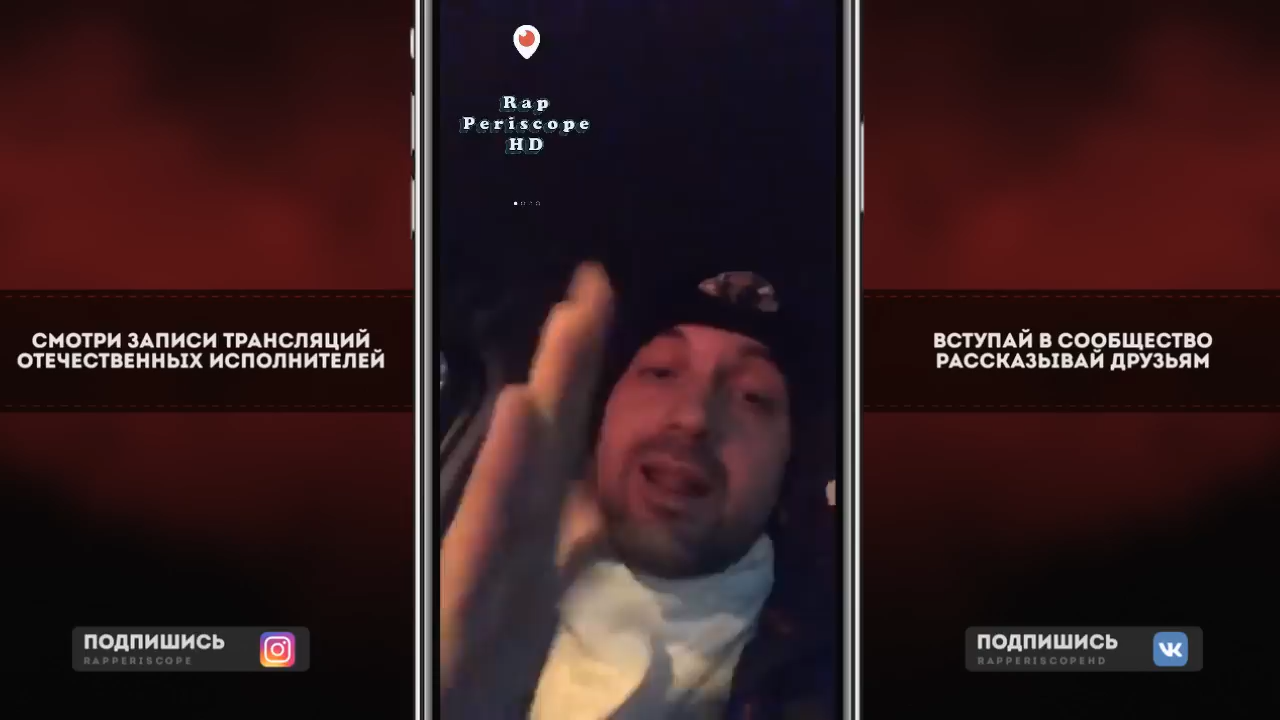 Rap
Periscope
HD
СМОТРИ ЗАПИСИ ТРАНСЛЯЦИЙ
ОТЕЧЕСТВЕННЫХ ИСПОЛНИТЕЛЕЙ
ВСТУПАЙ В СООБЩЕСТВО
РАССКАЗЫВАЙ ДРУЗЬЯМ
ПОДПИШИСЬ
RAPPERISCOPE
ПОДПИШИСЬ
RAPPERISCOPEHD